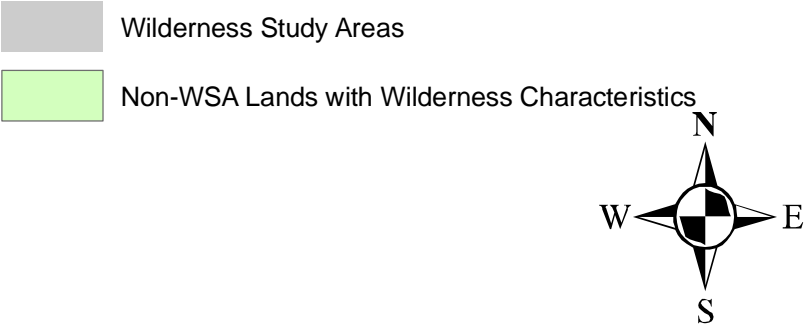 Wilderness Study Areas
Non-WSA Lands with Wilderness Characteristics
N
W E
S